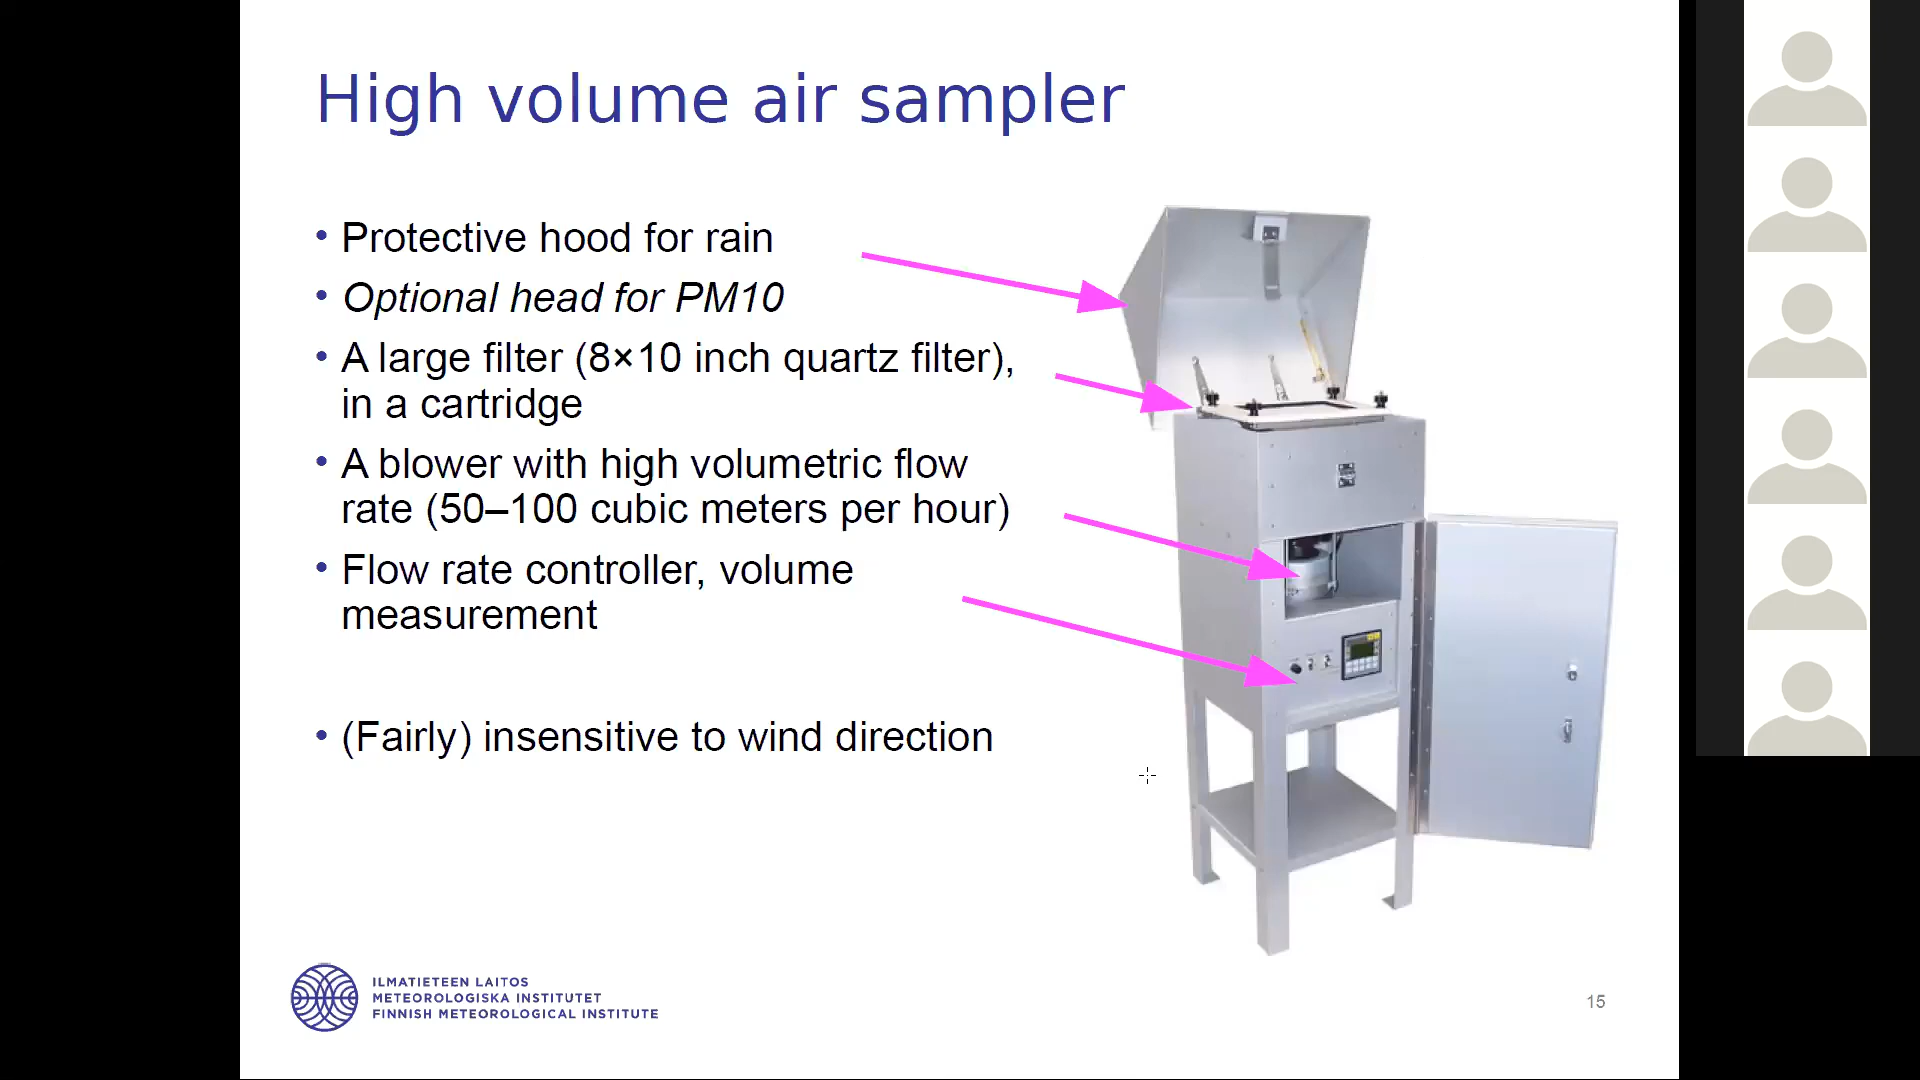 High volume air sampler
• Protective hood for rain
• Optional head for PM10
• A large filter (8×10 inch quartz filter),
in a cartridge
• A blower with high volumetric flow
rate (50–100 cubic meters per hour)
• Flow rate controller, volume
measurement
• (Fairly) insensitive to wind direction
ILMATIETEEN LAITOS
METEOROLOGISKA INSTITUTET
FINNISH METEOROLOGICAL INSTITUTE
15